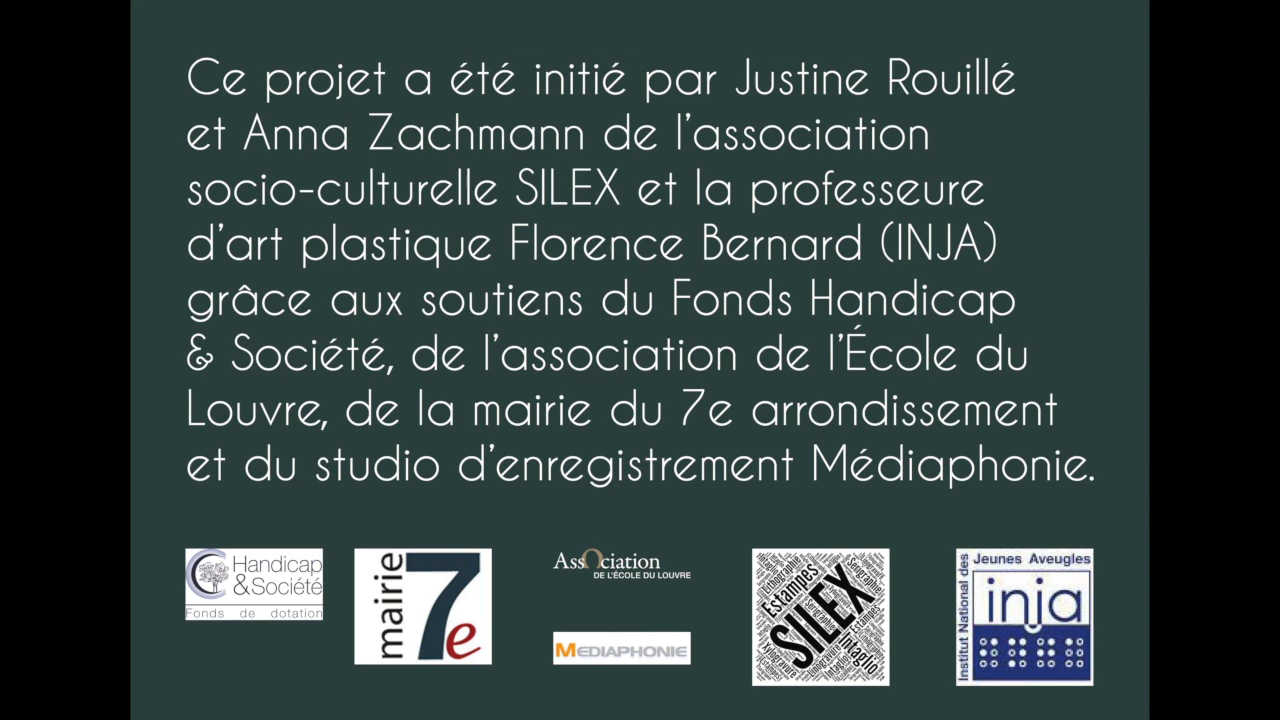 Ce projet a été initié par Justine Rouillé
et Anna Zachmann de l'association
socio-culturelle SILEX et la professeure
d'art plastique Florence Bernard (INJA)
grâce aux soutiens du Fonds Handicap
& Société, de l'association de l'École du
Louvre, de la mairie du 7e arrondissement
et du studio d'enregistrement Médiaphonie.
Handicap
&Société
Fonds de dotation
mairie
7e
Association
DE L'ÉCOLE DU LOUVRE
MEDIAPHONIE
Estampes
SILEX
Intaglio
Institut National des
Jeunes Aveugles
inja